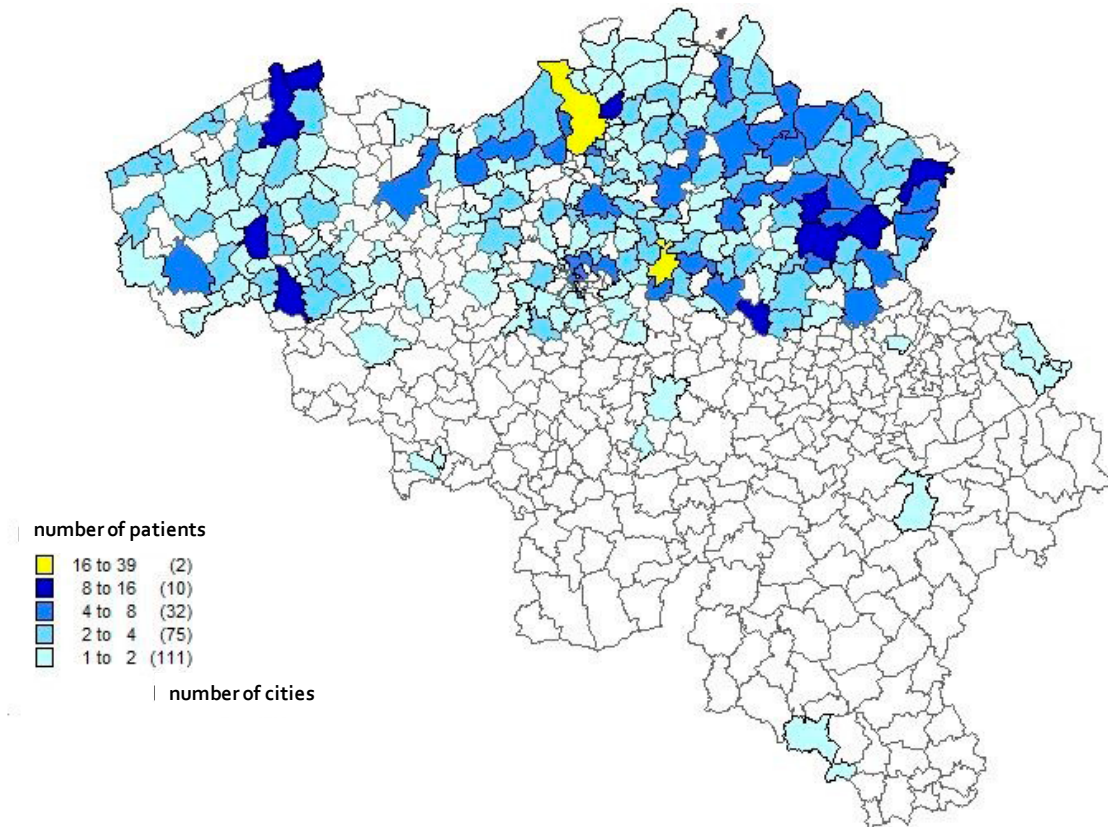 number of patients
16 to 39 (2)
8 to 16 (10)
4 to 8 (32)
2 to 4 (75)
1 to 2 (111)
number of cities